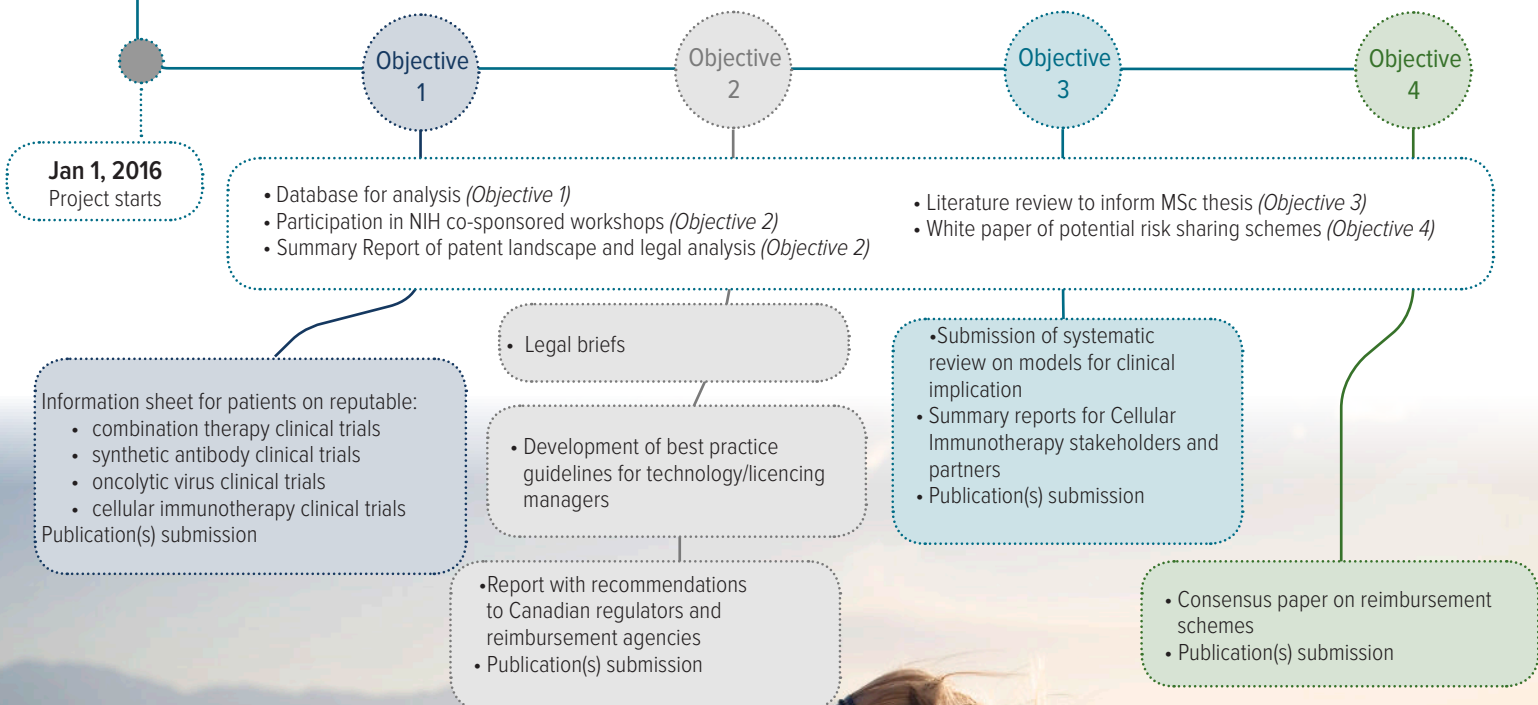 Objective
1
Objective
2
Objective
3
Objective
4
Jan 1, 2016
Project starts
• Database for analysis (Objective 1)
• Participation in NIH co-sponsored workshops (Objective 2)
• Summary Report of patent landscape and legal analysis (Objective 2)
• Literature review to inform MSc thesis (Objective 3)
• White paper of potential risk sharing schemes (Objective 4)
Information sheet for patients on reputable:
• combination therapy clinical trials
• synthetic antibody clinical trials
• oncolytic virus clinical trials
• cellular immunotherapy clinical trials
Publication(s) submission
• Legal briefs
• Development of best practice
guidelines for technology/licencing
managers
•Report with recommendations
to Canadian regulators and
reimbursement agencies
• Publication(s) submission
•Submission of systematic
review on models for clinical
implication
• Summary reports for Cellular
Immunotherapy stakeholders and
partners
• Publication(s) submission
• Consensus paper on reimbursement
schemes
• Publication(s) submission